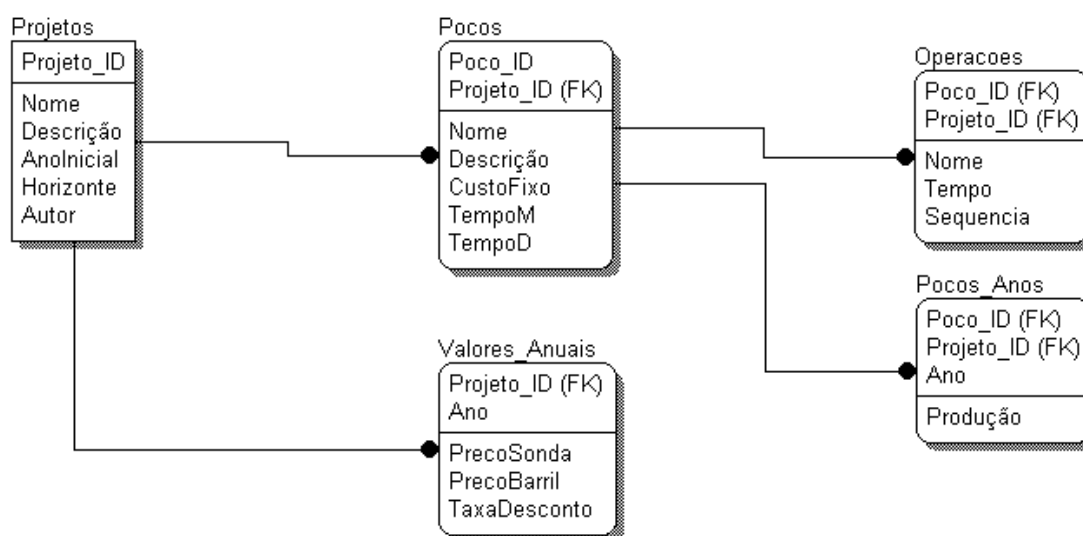 Projetos
Projeto_ID
Nome
Descrição
AnoInicial
Horizonte
Autor
Pocos
Poco_ID
Projeto_ID (FK)
Nome
Descrição
CustoFixo
TempoM
TempoD
Operacoes
Poco_ID (FK)
Projeto_ID (FK)
Nome
Tempo
Sequencia
Pocos_Anos
Poco_ID (FK)
Projeto_ID (FK)
Ano
Produção
Valores_Anuais
Projeto_ID (FK)
Ano
PrecoSonda
PrecoBarril
TaxaDesconto